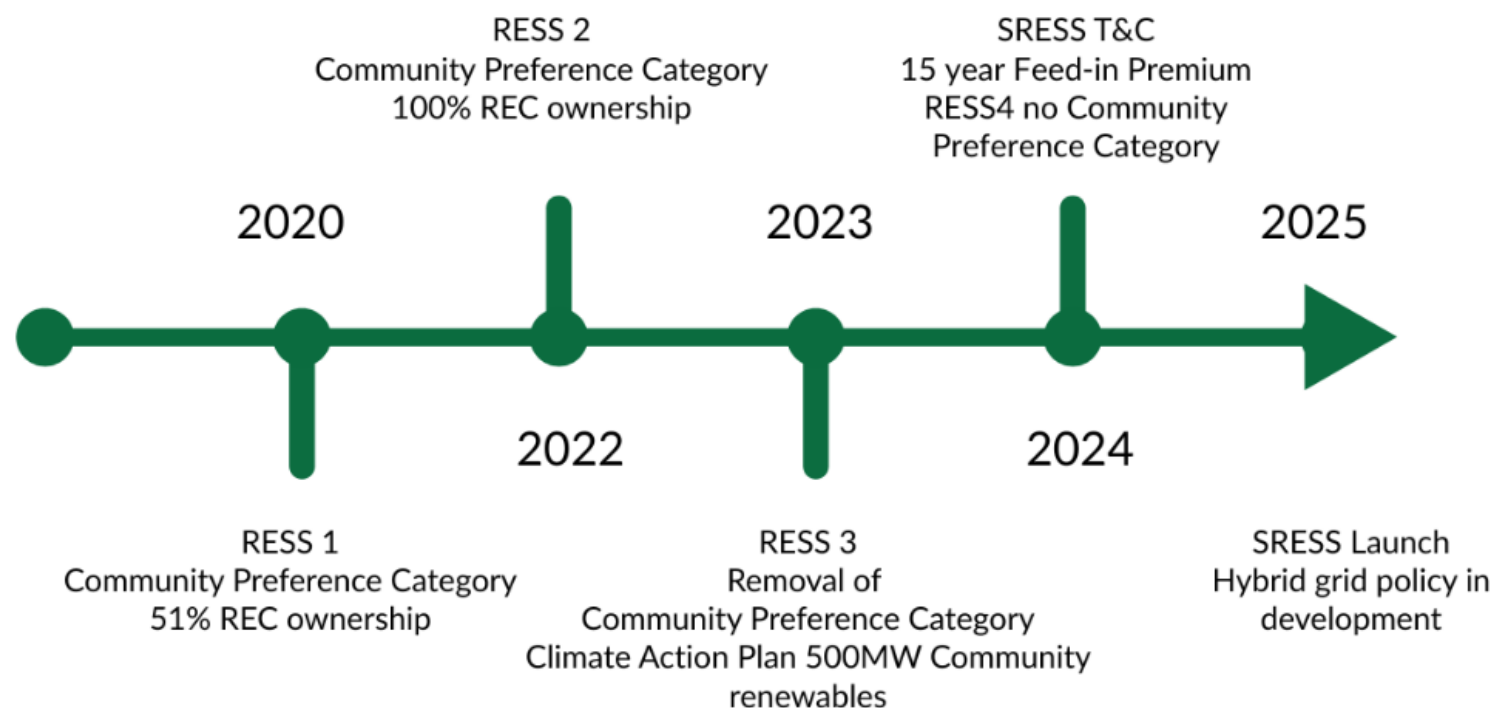 RESS 2
Community Preference Category
100% REC ownership
SRESS T&C
15 year Feed-in Premium
RESS4 no Community
Preference Category
2020
2023
2025
2022
2024
RESS 1
Community Preference Category
51% REC ownership
RESS 3
Removal of
Community Preference Category
Climate Action Plan 500MW Community
renewables
SRESS Launch
Hybrid grid policy in
development